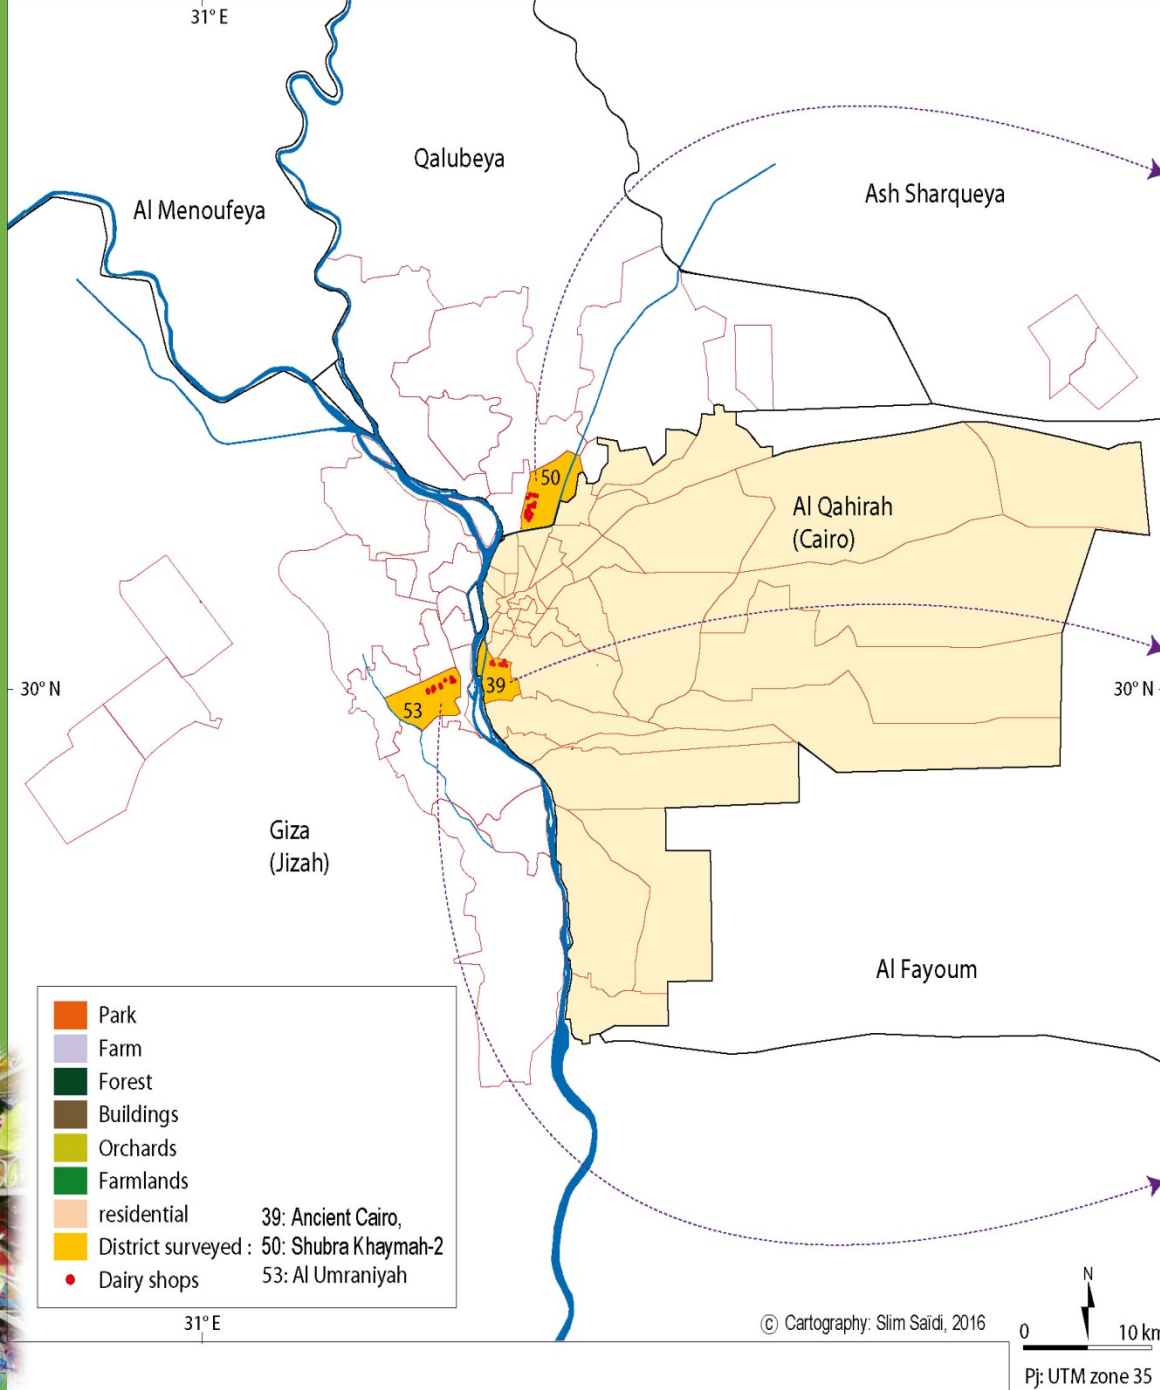 31° E
Qalubeya
Al Menoufeya
Ash Sharqueya
50
Al Qahirah
(Cairo)
30° N
39
30° N
53
Giza
(Jizah)
Al Fayoum
Park
Farm
Forest
Buildings
Orchards
Farmlands
residential
39: Ancient Cairo,
District surveyed : 50: Shubra Khaymah-2
Dairy shops
53: Al Umraniyah
31° E
© Cartography: Slim Saïdi, 2016
N
0 10 km
Pj: UTM zone 35